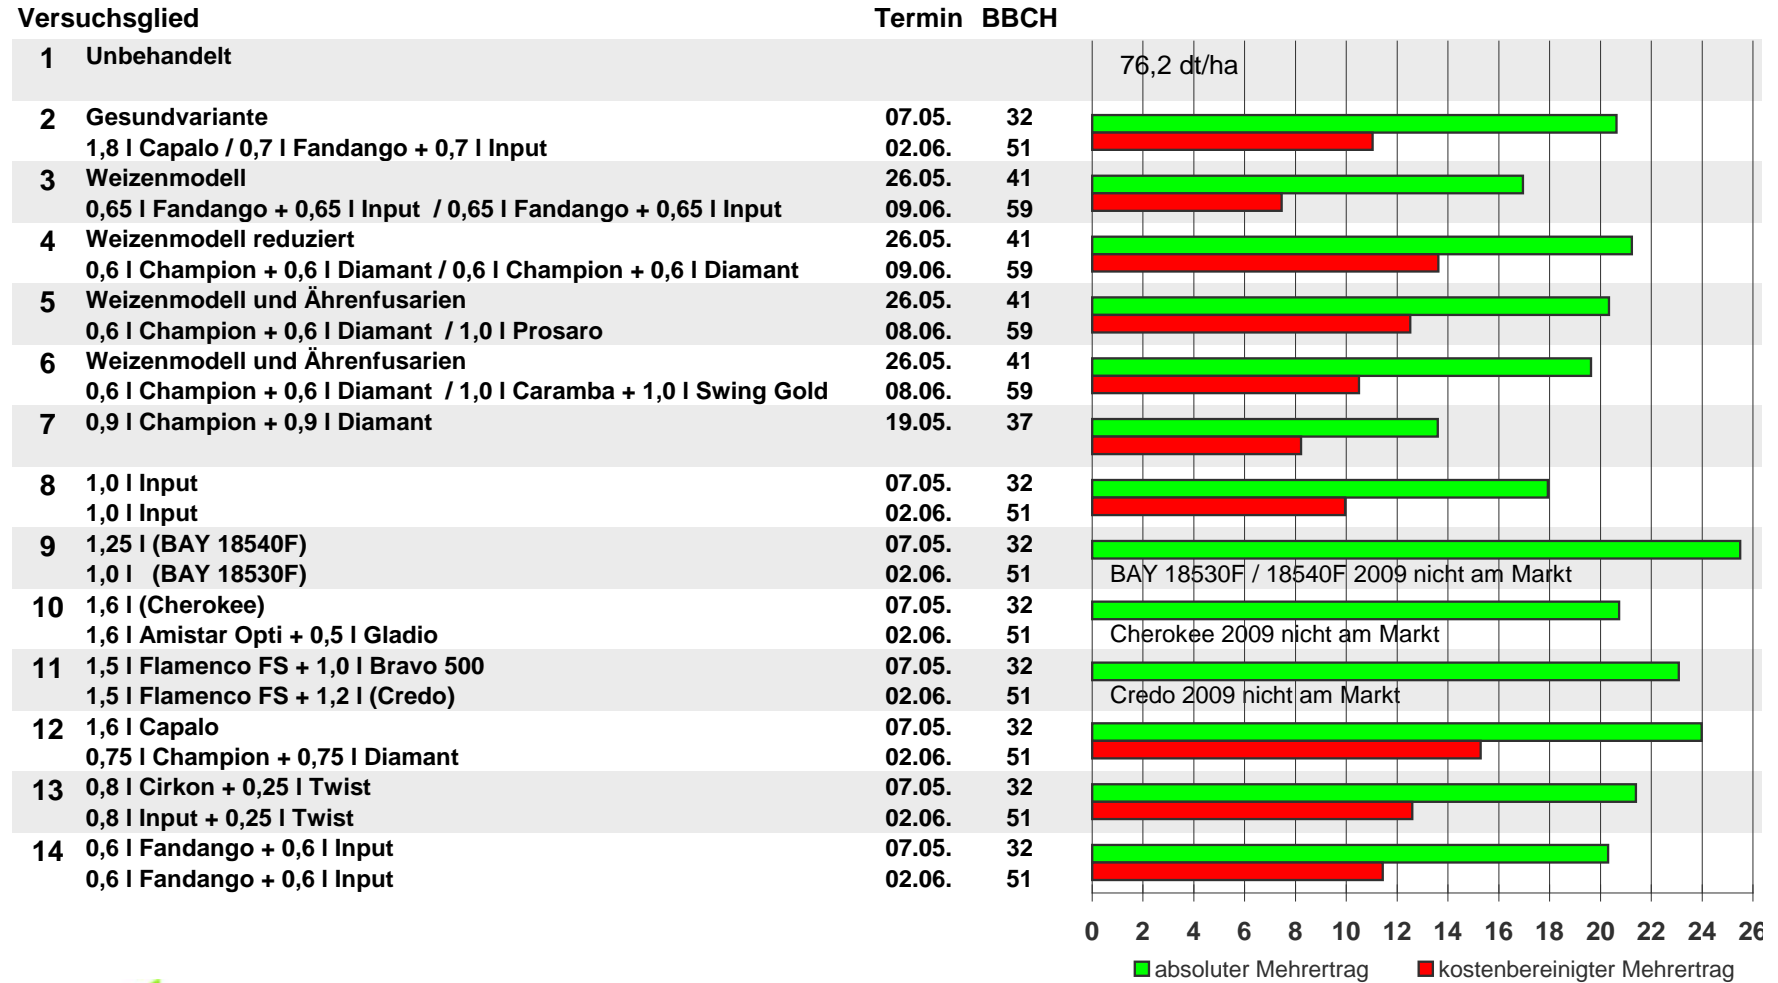 Versuchsglied Termin BBCH
1 Unbehandelt 76,2 dt/ha
2 Gesundvariante 07.05. 32
1,8 l Capalo / 0,7 l Fandango + 0,7 l Input 02.06. 51
3 Weizenmodell 26.05. 41
0,65 l Fandango + 0,65 l Input / 0,65 l Fandango + 0,65 l Input 09.06. 59
4 Weizenmodell reduziert 26.05. 41
0,6 l Champion + 0,6 l Diamant / 0,6 l Champion + 0,6 l Diamant 09.06. 59
5 Weizenmodell und Ährenfusarien 26.05. 41
0,6 l Champion + 0,6 l Diamant / 1,0 l Prosaro 08.06. 59
6 Weizenmodell und Ährenfusarien 26.05. 41
0,6 l Champion + 0,6 l Diamant / 1,0 l Caramba + 1,0 l Swing Gold 08.06. 59
7 0,9 l Champion + 0,9 l Diamant 19.05. 37
8 1,0 l Input 07.05. 32
1,0 l Input 02.06. 51
9 1,25 l (BAY 18540F) 07.05. 32
1,0 l (BAY 18530F) 02.06. 51 BAY 18530F / 18540F 2009 nicht am Markt
10 1,6 l (Cherokee) 07.05. 32
1,6 l Amistar Opti + 0,5 l Gladio 02.06. 51 Cherokee 2009 nicht am Markt
11 1,5 l Flamenco FS + 1,0 l Bravo 500 07.05. 32
1,5 l Flamenco FS + 1,2 l (Credo) 02.06. 51 Credo 2009 nicht am Markt
12 1,6 l Capalo 07.05. 32
0,75 l Champion + 0,75 l Diamant 02.06. 51
13 0,8 l Cirkon + 0,25 l Twist 07.05. 32
0,8 l Input + 0,25 l Twist 02.06. 51
14 0,6 l Fandango + 0,6 l Input 07.05. 32
0,6 l Fandango + 0,6 l Input 02.06. 51
0 2 4 6 8 10 12 14 16 18 20 22 24 26
absoluter Mehrertrag kostenbereinigter Mehrertrag